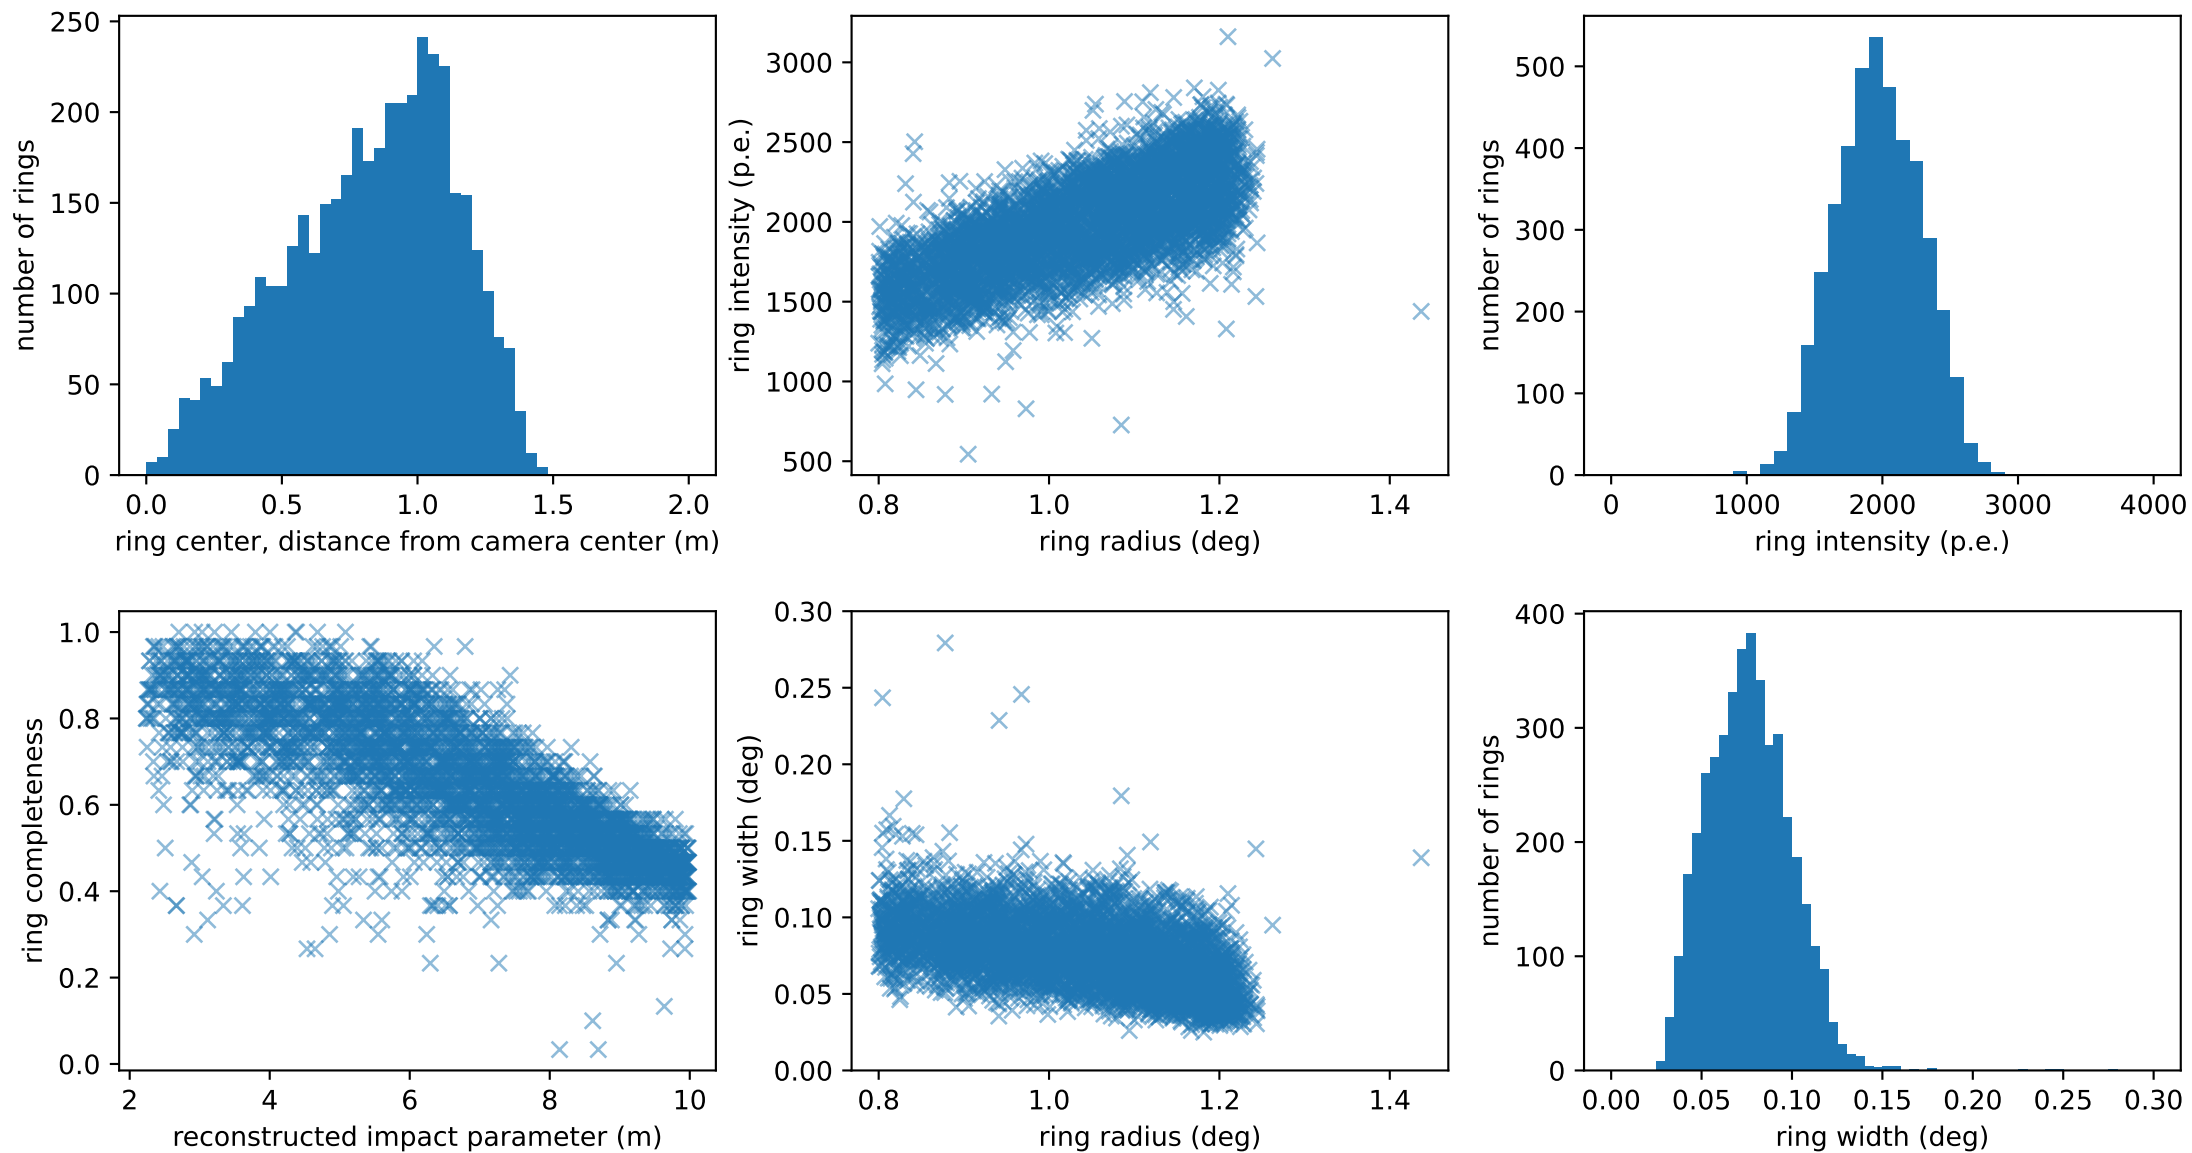 250
200
150
100
50
0
number of rings
0.0 0.5 1.0 1.5 2.0
ring center, distance from camera center (m)
3000
2500
2000
1500
1000
500
ring intensity (p.e.)
0.8 1.0 1.2 1.4
ring radius (deg)
500
400
300
200
100
0
number of rings
0 1000 2000 3000 4000
ring intensity (p.e.)
1.0
0.8
0.6
0.4
0.2
0.0
ring completeness
2 4 6 8 10
reconstructed impact parameter (m)
0.30
0.25
0.20
0.15
0.10
0.05
0.00
ring width (deg)
0.8 1.0 1.2 1.4
ring radius (deg)
400
300
200
100
0
number of rings
0.00 0.05 0.10 0.15 0.20 0.25 0.30
ring width (deg)